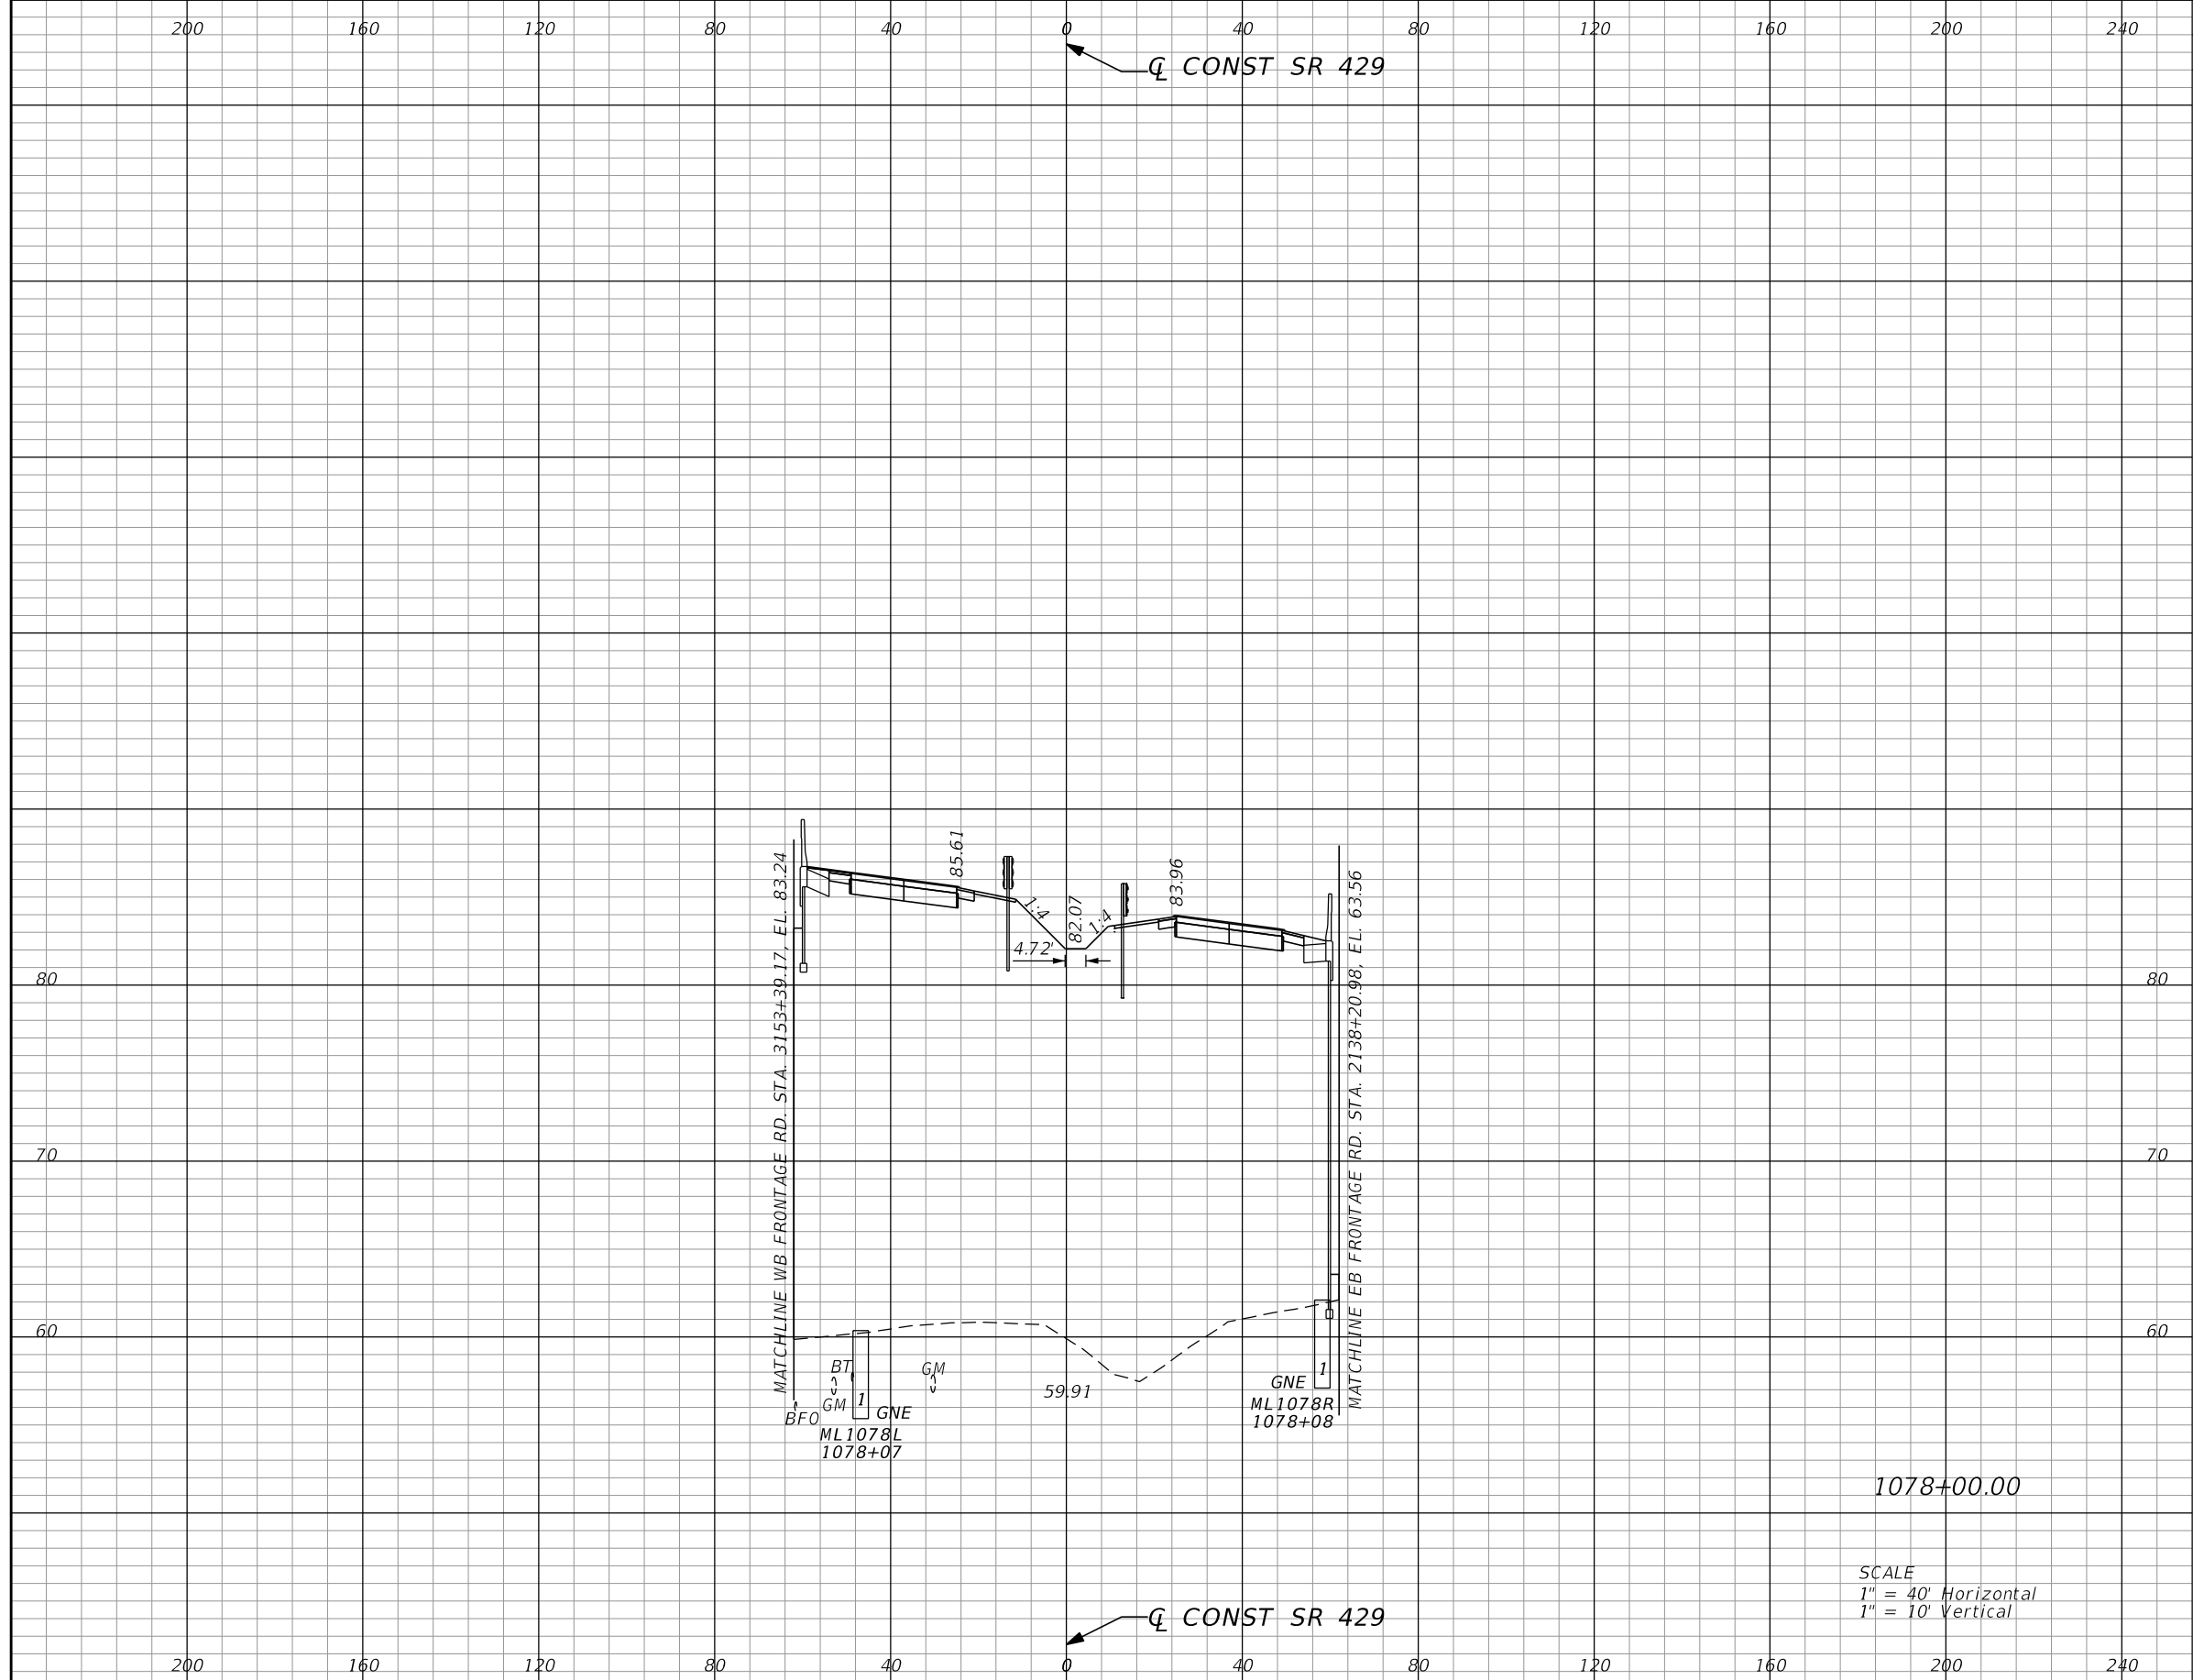 200 160 120 80 40 0 40 80 120 160 200 240
℄ CONST SR 429
MATCHLINE WB FRONTAGE RD. STA. 3153+39.17, EL. 83.24
85.61
1:4
82.07
1:4
83.96
4.72'
MATCHLINE EB FRONTAGE RD. STA. 2138+20.98, EL. 63.56
80 80
70 70
60 60
BT
GM
GM
BFO
1
GNE
ML1078L
1078+07
59.91
1
GNE
ML1078R
1078+08
1078+00.00
SCALE
1" = 40' Horizontal
1" = 10' Vertical
℄ CONST SR 429
200 160 120 80 40 0 40 80 120 160 200 240